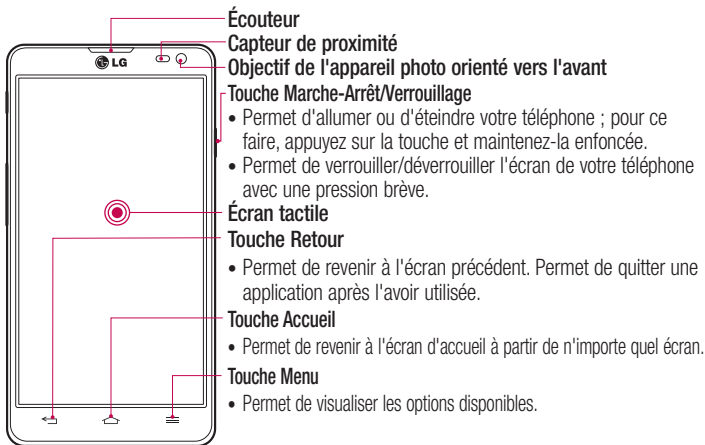 Écouteur
Capteur de proximité
LG
Objectif de l'appareil photo orienté vers l'avant
Touche Marche-Arrêt/Verrouillage
• Permet d'allumer ou d'éteindre votre téléphone ; pour ce
faire, appuyez sur la touche et maintenez-la enfoncée.
• Permet de verrouiller/déverrouiller l'écran de votre téléphone
avec une pression brève.
Écran tactile
Touche Retour
• Permet de revenir à l'écran précédent. Permet de quitter une
application après l'avoir utilisée.
Touche Accueil
• Permet de revenir à l'écran d'accueil à partir de n'importe quel écran.
Touche Menu
• Permet de visualiser les options disponibles.